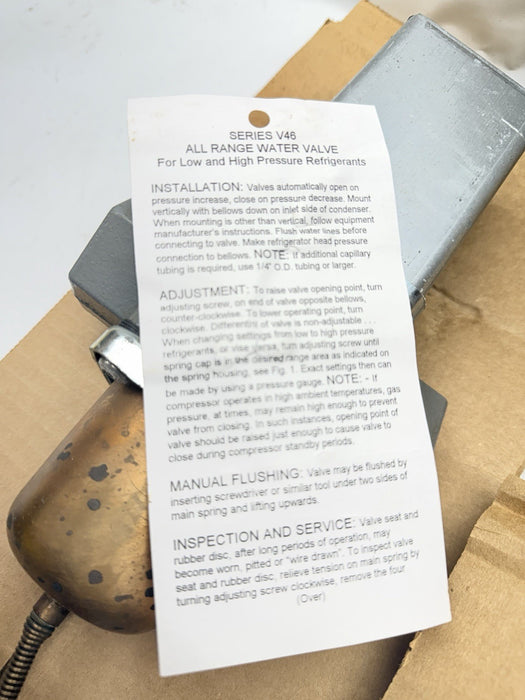 SERIES V46
ALL RANGE WATER VALVE
For Low and High Pressure Refrigerants
INSTALLATION: Valves automatically open on
pressure increase, close on pressure decrease. Mount
vertically with bellows down on inlet side of condenser.
When mounting is other than vertical, follow equipment
manufacturer's instructions. Flush water lines before
connecting to valve. Make refrigerator head pressure
connection to bellows. NOTE: If additional capillary
tubing is required, use 1/4" O.D. tubing or larger.
ADJUSTMENT: To raise valve opening point, turn
adjusting screw, on end of valve opposite bellows,
counter-clockwise. To lower opening point, turn
clockwise. Differential of valve is non-adjustable . . .
When changing settings from low to high pressure
refrigerants, or vise versa, turn adjusting screw until
spring cap is in the desired range area as indicated on
the spring housing, see Fig. 1. Exact settings then can
be made by using a pressure gauge. NOTE: - If
compressor operates in high ambient temperatures, gas
pressure, at times, may remain high enough to prevent
valve from closing. In such instances, opening point of
valve should be raised just enough to cause valve to
close during compressor standby periods.
MANUAL FLUSHING: Valve may be flushed by
inserting screwdriver or similar tool under two sides of
main spring and lifting upwards.
INSPECTION AND SERVICE: Valve seat and
rubber disc, after long periods of operation, may
become worn, pitted or "wire drawn". To inspect valve
seat and rubber disc, relieve tension on main spring by
turning adjusting screw clockwise, remove the four
(Over)